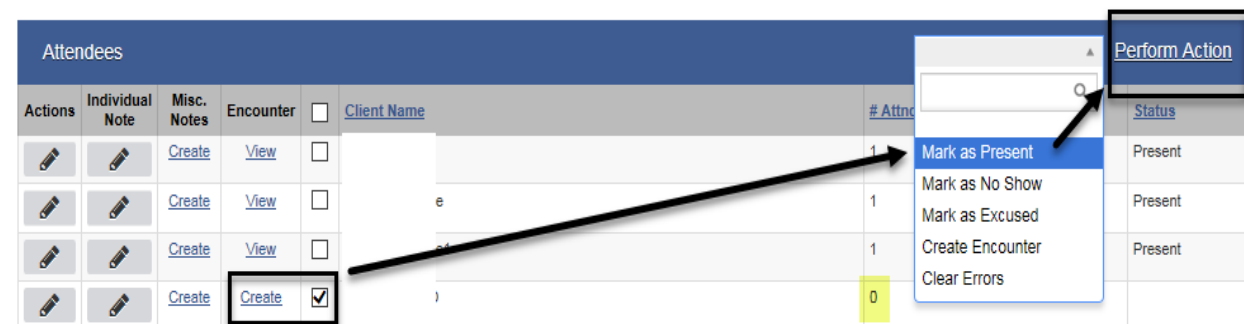 Attendees
Perform Action
Actions Individual Note Misc. Notes Encounter Client Name # Status
Create View 1 Mark as Present Present
Mark as No Show
Create View e 1 Present
Mark as Excused
Create View 1 Create Encounter Present
Clear Errors
Create Create 0